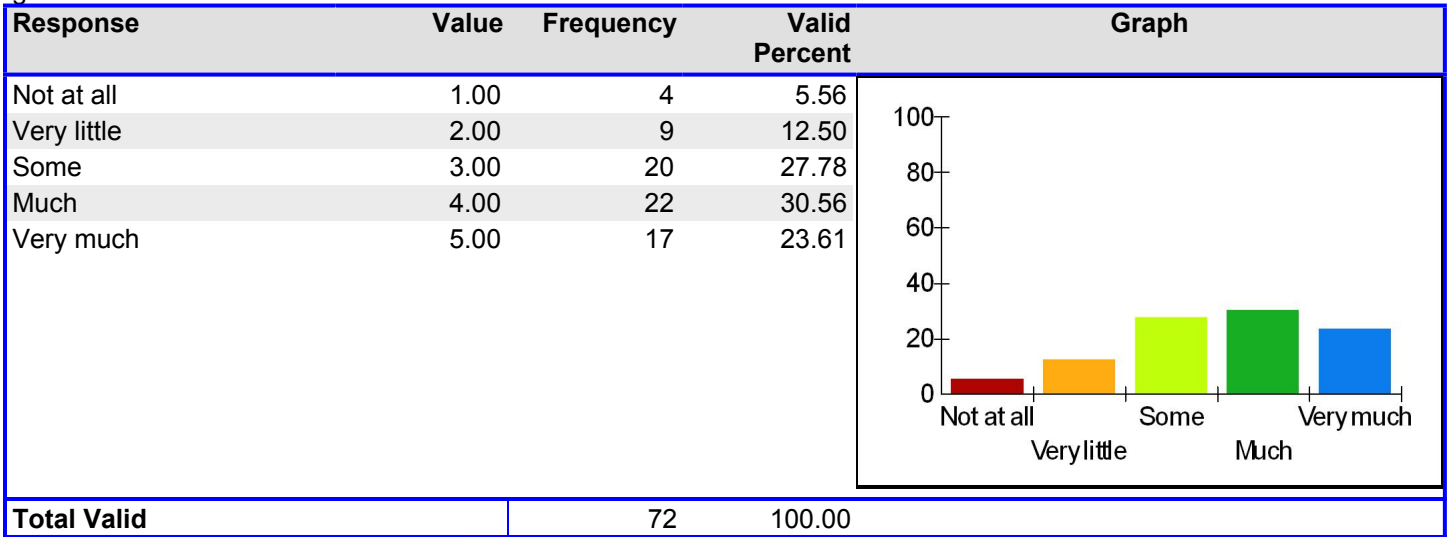 Response Value Frequency Valid Percent Graph
Not at all 1.00 4 5.56
Very little 2.00 9 12.50
Some 3.00 20 27.78
Much 4.00 22 30.56
Very much 5.00 17 23.61
100
80
60
40
20
0
Not at all Some Very much
Very little Much
Total Valid 72 100.00